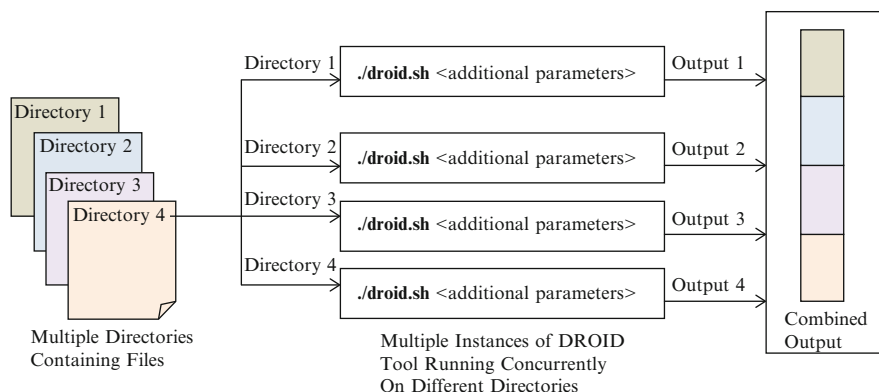 Directory 1
Directory 2
Directory 3
Directory 4
Multiple Directories
Containing Files
Directory 1
./droid.sh <additional parameters>
Output 1
Directory 2
./droid.sh <additional parameters>
Output 2
Directory 3
./droid.sh <additional parameters>
Output 3
Directory 4
./droid.sh <additional parameters>
Output 4
Multiple Instances of DROID
Tool Running Concurrently
On Different Directories
Combined
Output